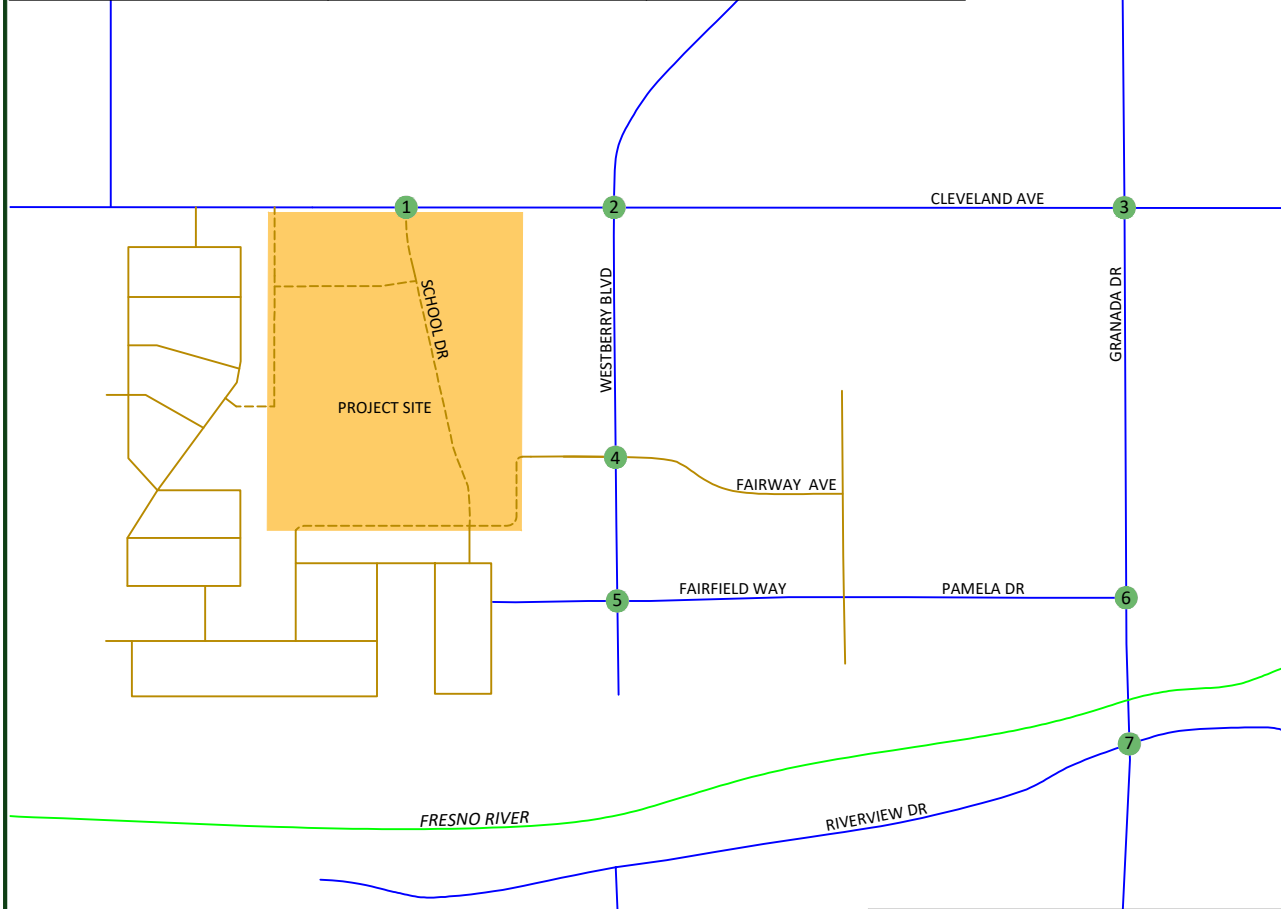 CLEVELAND AVE
1
2
3
SCHOOL DR
WESTBERRY BLVD
GRANADA DR
PROJECT SITE
4
FAIRWAY AVE
5
FAIRFIELD WAY
PAMELA DR
6
7
FRESNO RIVER
RIVERVIEW DR